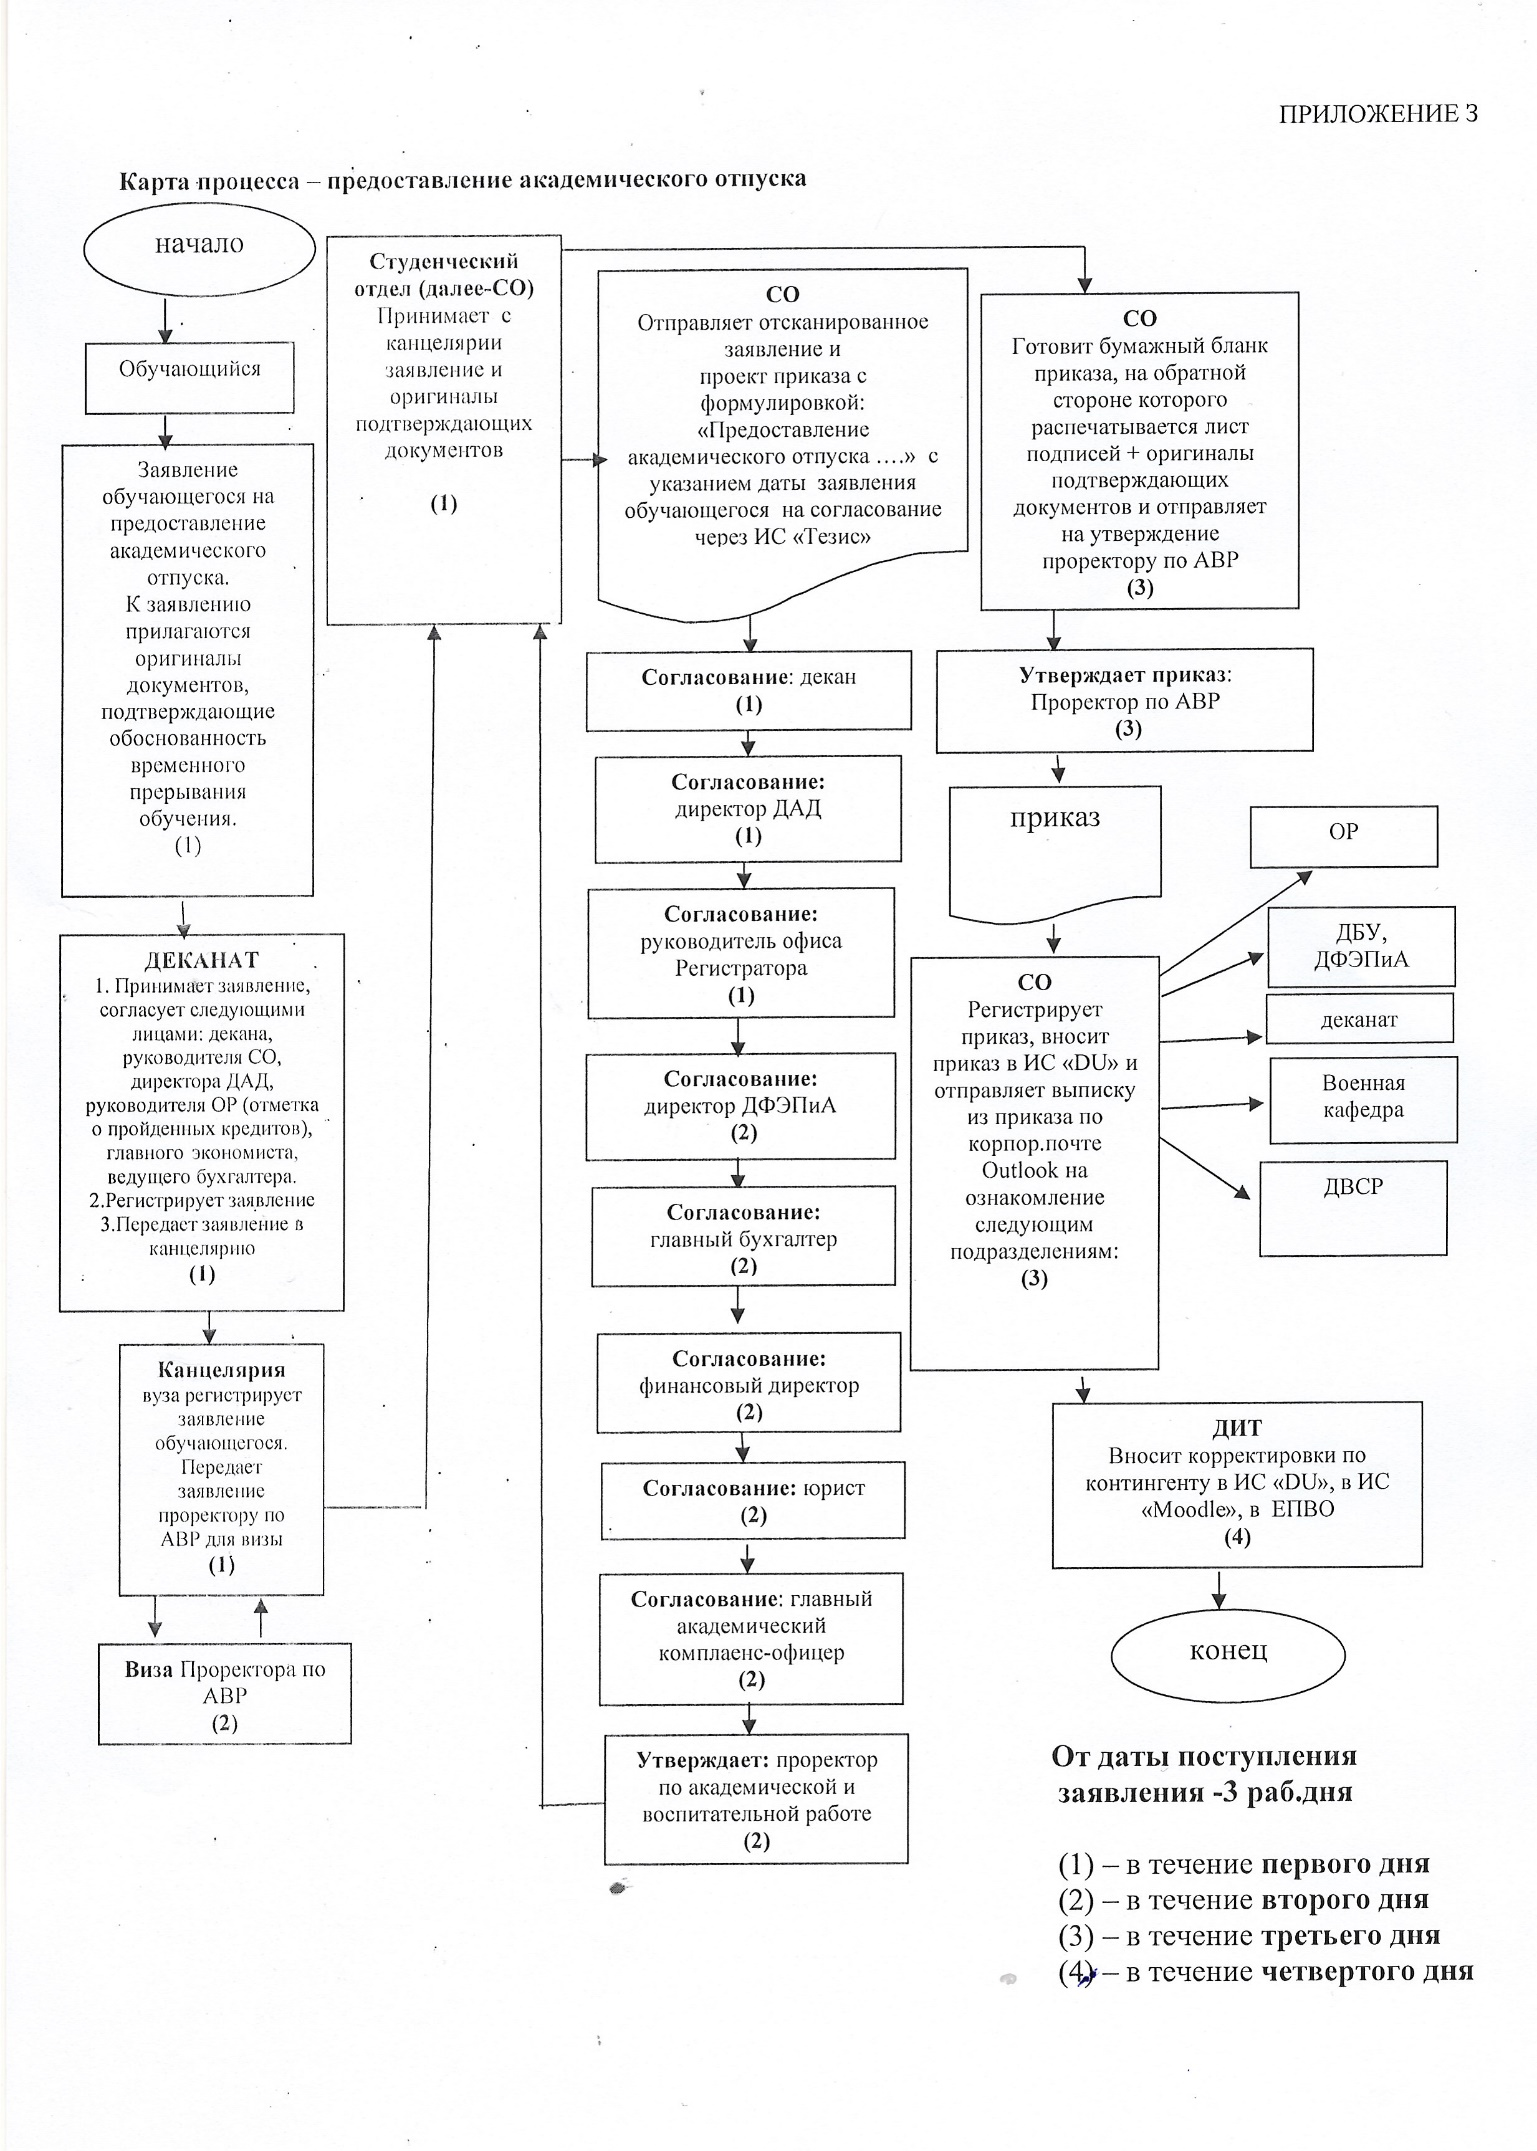 ПРИЛОЖЕНИЕ 3
Карта процесса – предоставление академического отпуска
начало
Обучающийся
Заявление
обучающегося на
предоставление
академического
отпуска.
К заявлению
прилагаются
оригиналы
документов,
подтверждающие
обоснованность
временного
прерывания
обучения.
(1)
ДЕКАНАТ
1. Принимает заявление,
согласует следующими
лицами: декана,
руководителя СО,
директора ДАД,
руководителя ОР (отметка
о пройденных кредитов),
главного экономиста,
ведущего бухгалтера.
2.Регистрирует заявление
3.Передает заявление в
канцелярию
(1)
Канцелярия
вуза регистрирует
заявление
обучающегося.
Передает
заявление
проректору по
АВР для визы
(1)
Виза Проректора по
АВР
(2)
Студенческий
отдел (далее-СО)
Принимает с
канцелярии
заявление и
оригиналы
подтверждающих
документов
(1)
СО
Отправляет отсканированное
заявление и
проект приказа с
формулировкой:
«Предоставление
академического отпуска ….» с
указанием даты заявления
обучающегося на согласование
через ИС «Тезис»
Согласование: декан
(1)
Согласование:
директор ДАД
(1)
Согласование:
руководитель офиса
Регистратора
(1)
Согласование:
директор ДФЭПиА
(2)
Согласование:
главный бухгалтер
(2)
Согласование:
финансовый директор
(2)
Согласование: юрист
(2)
Согласование: главный
академический
комплаенс-офицер
(2)
Утверждает: проректор
по академической и
воспитательной работе
(2)
СО
Готовит бумажный бланк
приказа, на обратной
стороне которого
распечатывается лист
подписей + оригиналы
подтверждающих
документов и отправляет
на утверждение
проректору по АВР
(3)
Утверждает приказ:
Проректор по АВР
(3)
приказ
СО
Регистрирует
приказ, вносит
приказ в ИС «DU» и
отправляет выписку
из приказа по
корпор.почте
Outlook на
ознакомление
следующим
подразделениям:
(3)
ОР
ДБУ,
ДФЭПиА
деканат
Военная
кафедра
ДВСР
ДИТ
Вносит корректировки по
контингенту в ИС «DU», в ИС
«Moodle», в ЕПВО
(4)
конец
От даты поступления
заявления -3 раб.дня
(1) – в течение первого дня
(2) – в течение второго дня
(3) – в течение третьего дня
(4) – в течение четвертого дня